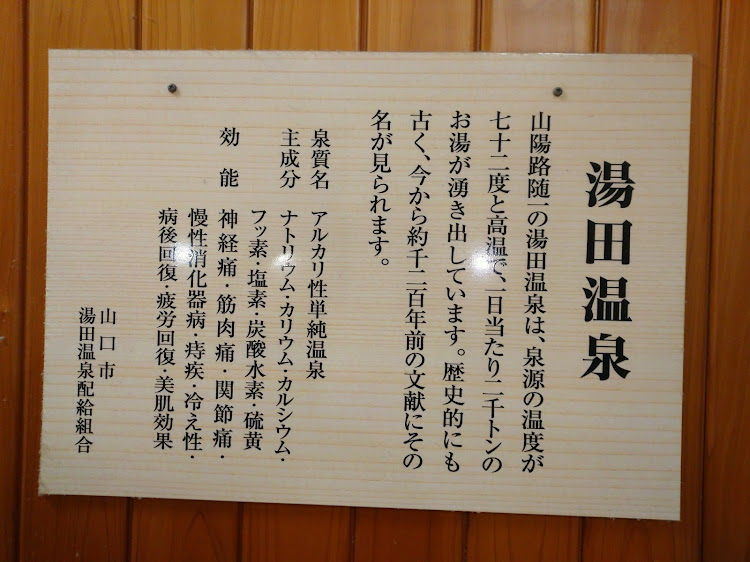 湯田温泉
山陽路随一の湯田温泉は、泉源の温度が
七十二度と高温で、一日当たり二千トンの
お湯が湧き出しています。歴史的にも
古く、今から約千二百年前の文献にその
名が見られます。
泉質名 アルカリ性単純温泉
主成分 ナトリウム・カリウム・カルシウム・
フッ素・塩素・炭酸水素・硫黄
効能 神経痛・筋肉痛・関節痛・
慢性消化器病・痔疾・冷え性・
病後回復・疲労回復・美肌効果
山口市
湯田温泉配給組合